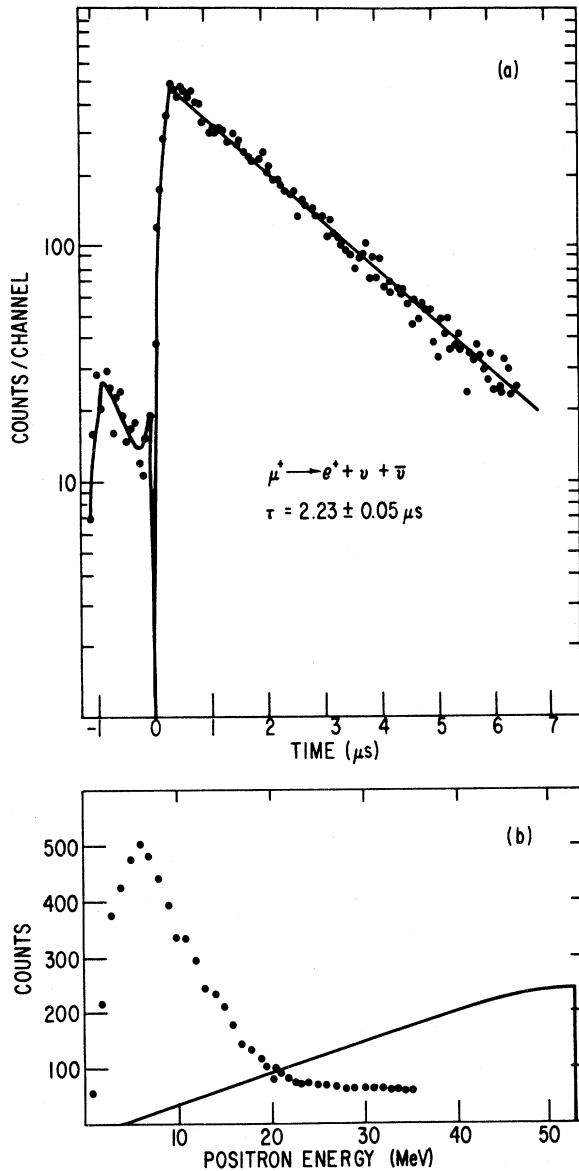 (a)
COUNTS/CHANNEL
100
10
μ⁺ → e⁺ + υ + ῡ
τ = 2.23 ± 0.05 μs
-1 0 1 2 3 4 5 6 7
TIME (μs)
(b)
COUNTS
500
400
300
200
100
10 20 30 40 50
POSITRON ENERGY (MeV)